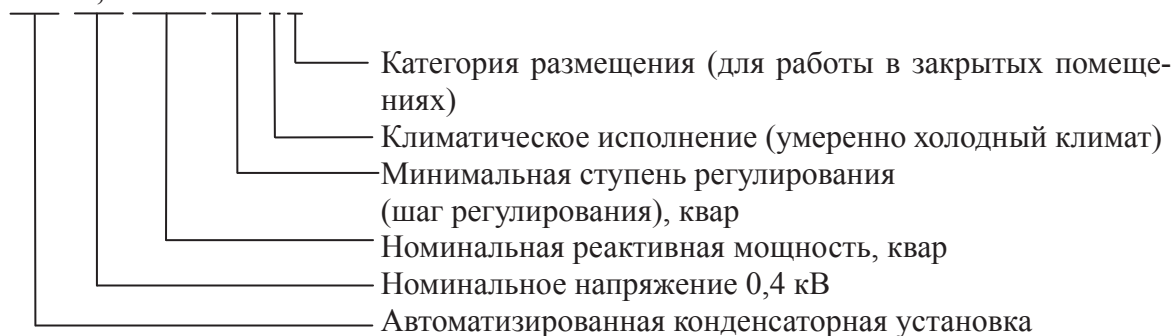 Категория размещения (для работы в закрытых помеще-
ниях)
Климатическое исполнение (умеренно холодный климат)
Минимальная ступень регулирования
(шаг регулирования), квар
Номинальная реактивная мощность, квар
Номинальное напряжение 0,4 кВ
Автоматизированная конденсаторная установка